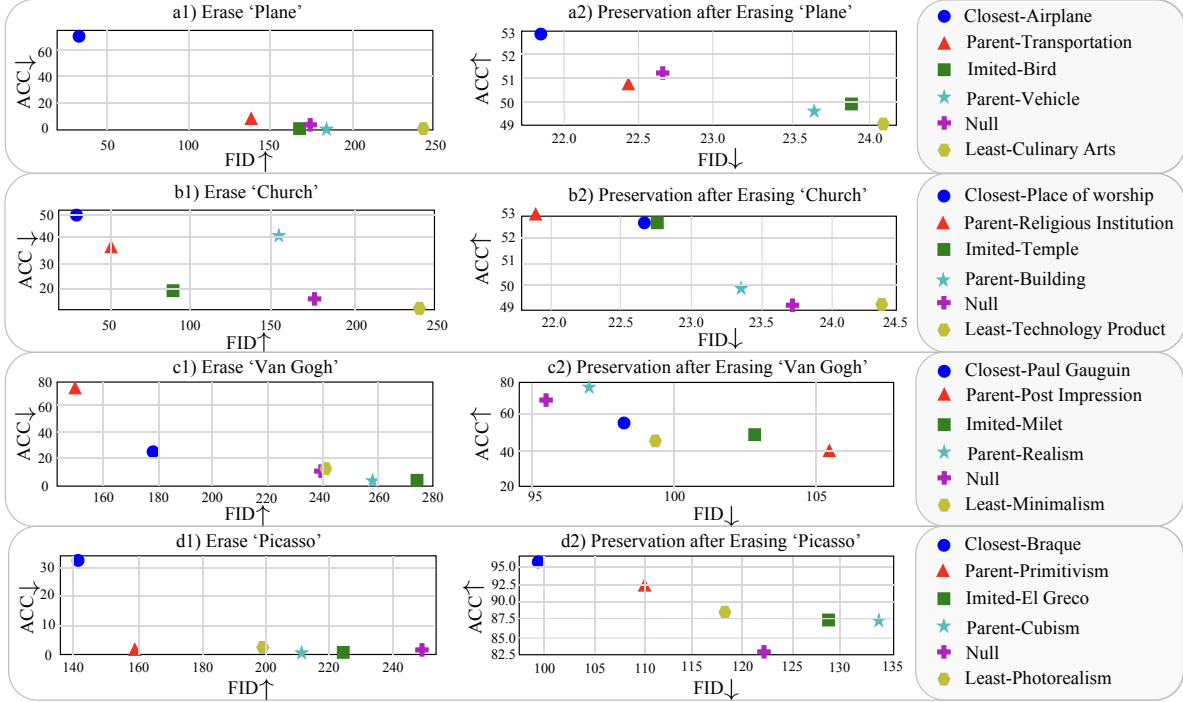 a1) Erase ‘Plane’
ACC↓
60
40
20
0
50
100
150
200
250
FID↑
a2) Preservation after Erasing ‘Plane’
ACC↑
53
52
51
50
49
22.0
22.5
23.0
23.5
24.0
FID↓
Closest-Airplane
Parent-Transportation
Imited-Bird
Parent-Vehicle
Null
Least-Culinary Arts
b1) Erase ‘Church’
ACC↓
50
40
30
20
50
100
150
200
250
FID↑
b2) Preservation after Erasing ‘Church’
ACC↑
53
52
51
50
49
22.0
22.5
23.0
23.5
24.0
24.5
FID↓
Closest-Place of worship
Parent-Religious Institution
Imited-Temple
Parent-Building
Null
Least-Technology Product
c1) Erase ‘Van Gogh’
ACC↓
80
60
40
20
0
160
180
200
220
240
260
280
FID↑
c2) Preservation after Erasing ‘Van Gogh’
ACC↑
80
60
40
20
95
100
105
FID↓
Closest-Paul Gauguin
Parent-Post Impression
Imited-Milet
Parent-Realism
Null
Least-Minimalism
d1) Erase ‘Picasso’
ACC↓
30
20
10
0
140
160
180
200
220
240
FID↑
d2) Preservation after Erasing ‘Picasso’
ACC↑
95.0
92.5
90.0
87.5
85.0
82.5
100
105
110
115
120
125
130
135
FID↓
Closest-Braque
Parent-Primitivism
Imited-El Greco
Parent-Cubism
Null
Least-Photorealism